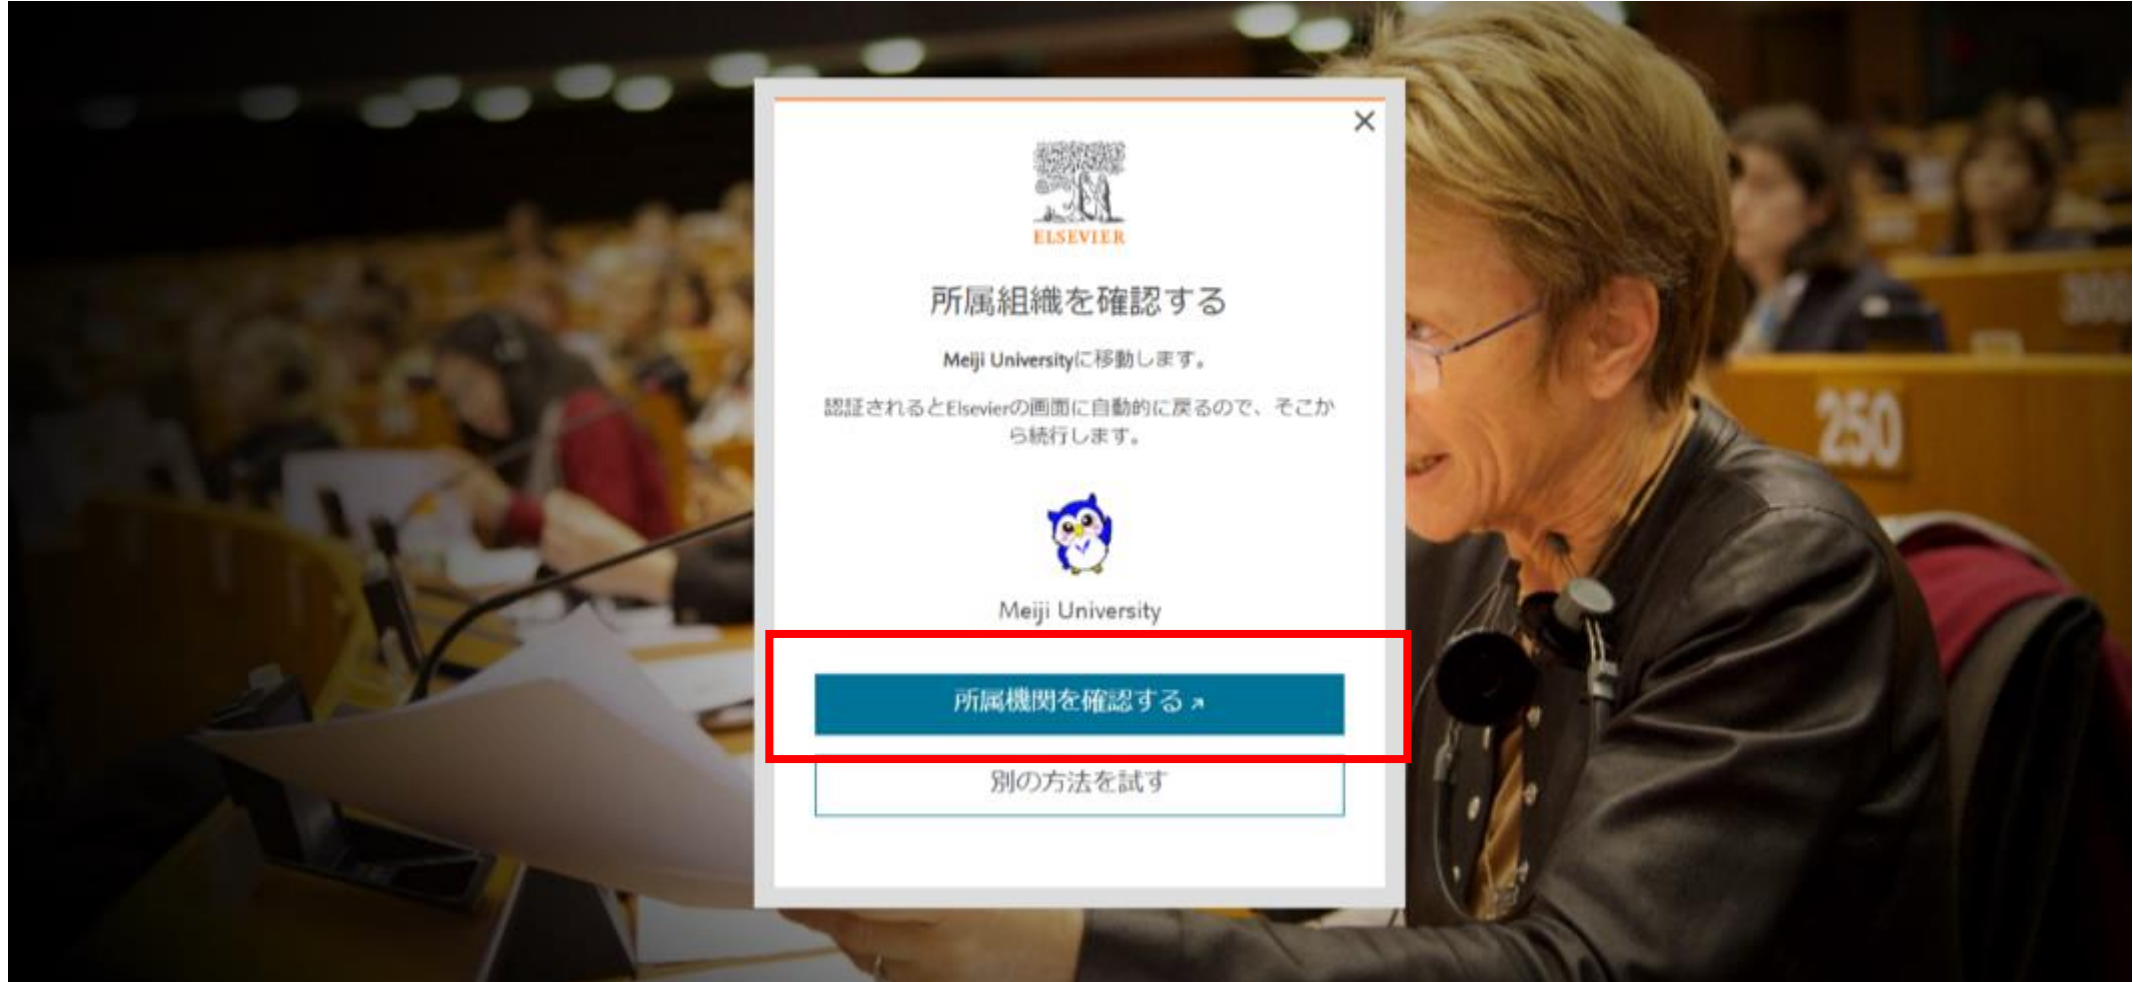 ELSEVIER
所属組織を確認する
Meiji Universityに移動します。
認証されるとElsevierの画面に自動的に戻るので、そこか
ら続行します。
Meiji University
所属機関を確認する ↗
別の方法を試す
250
300